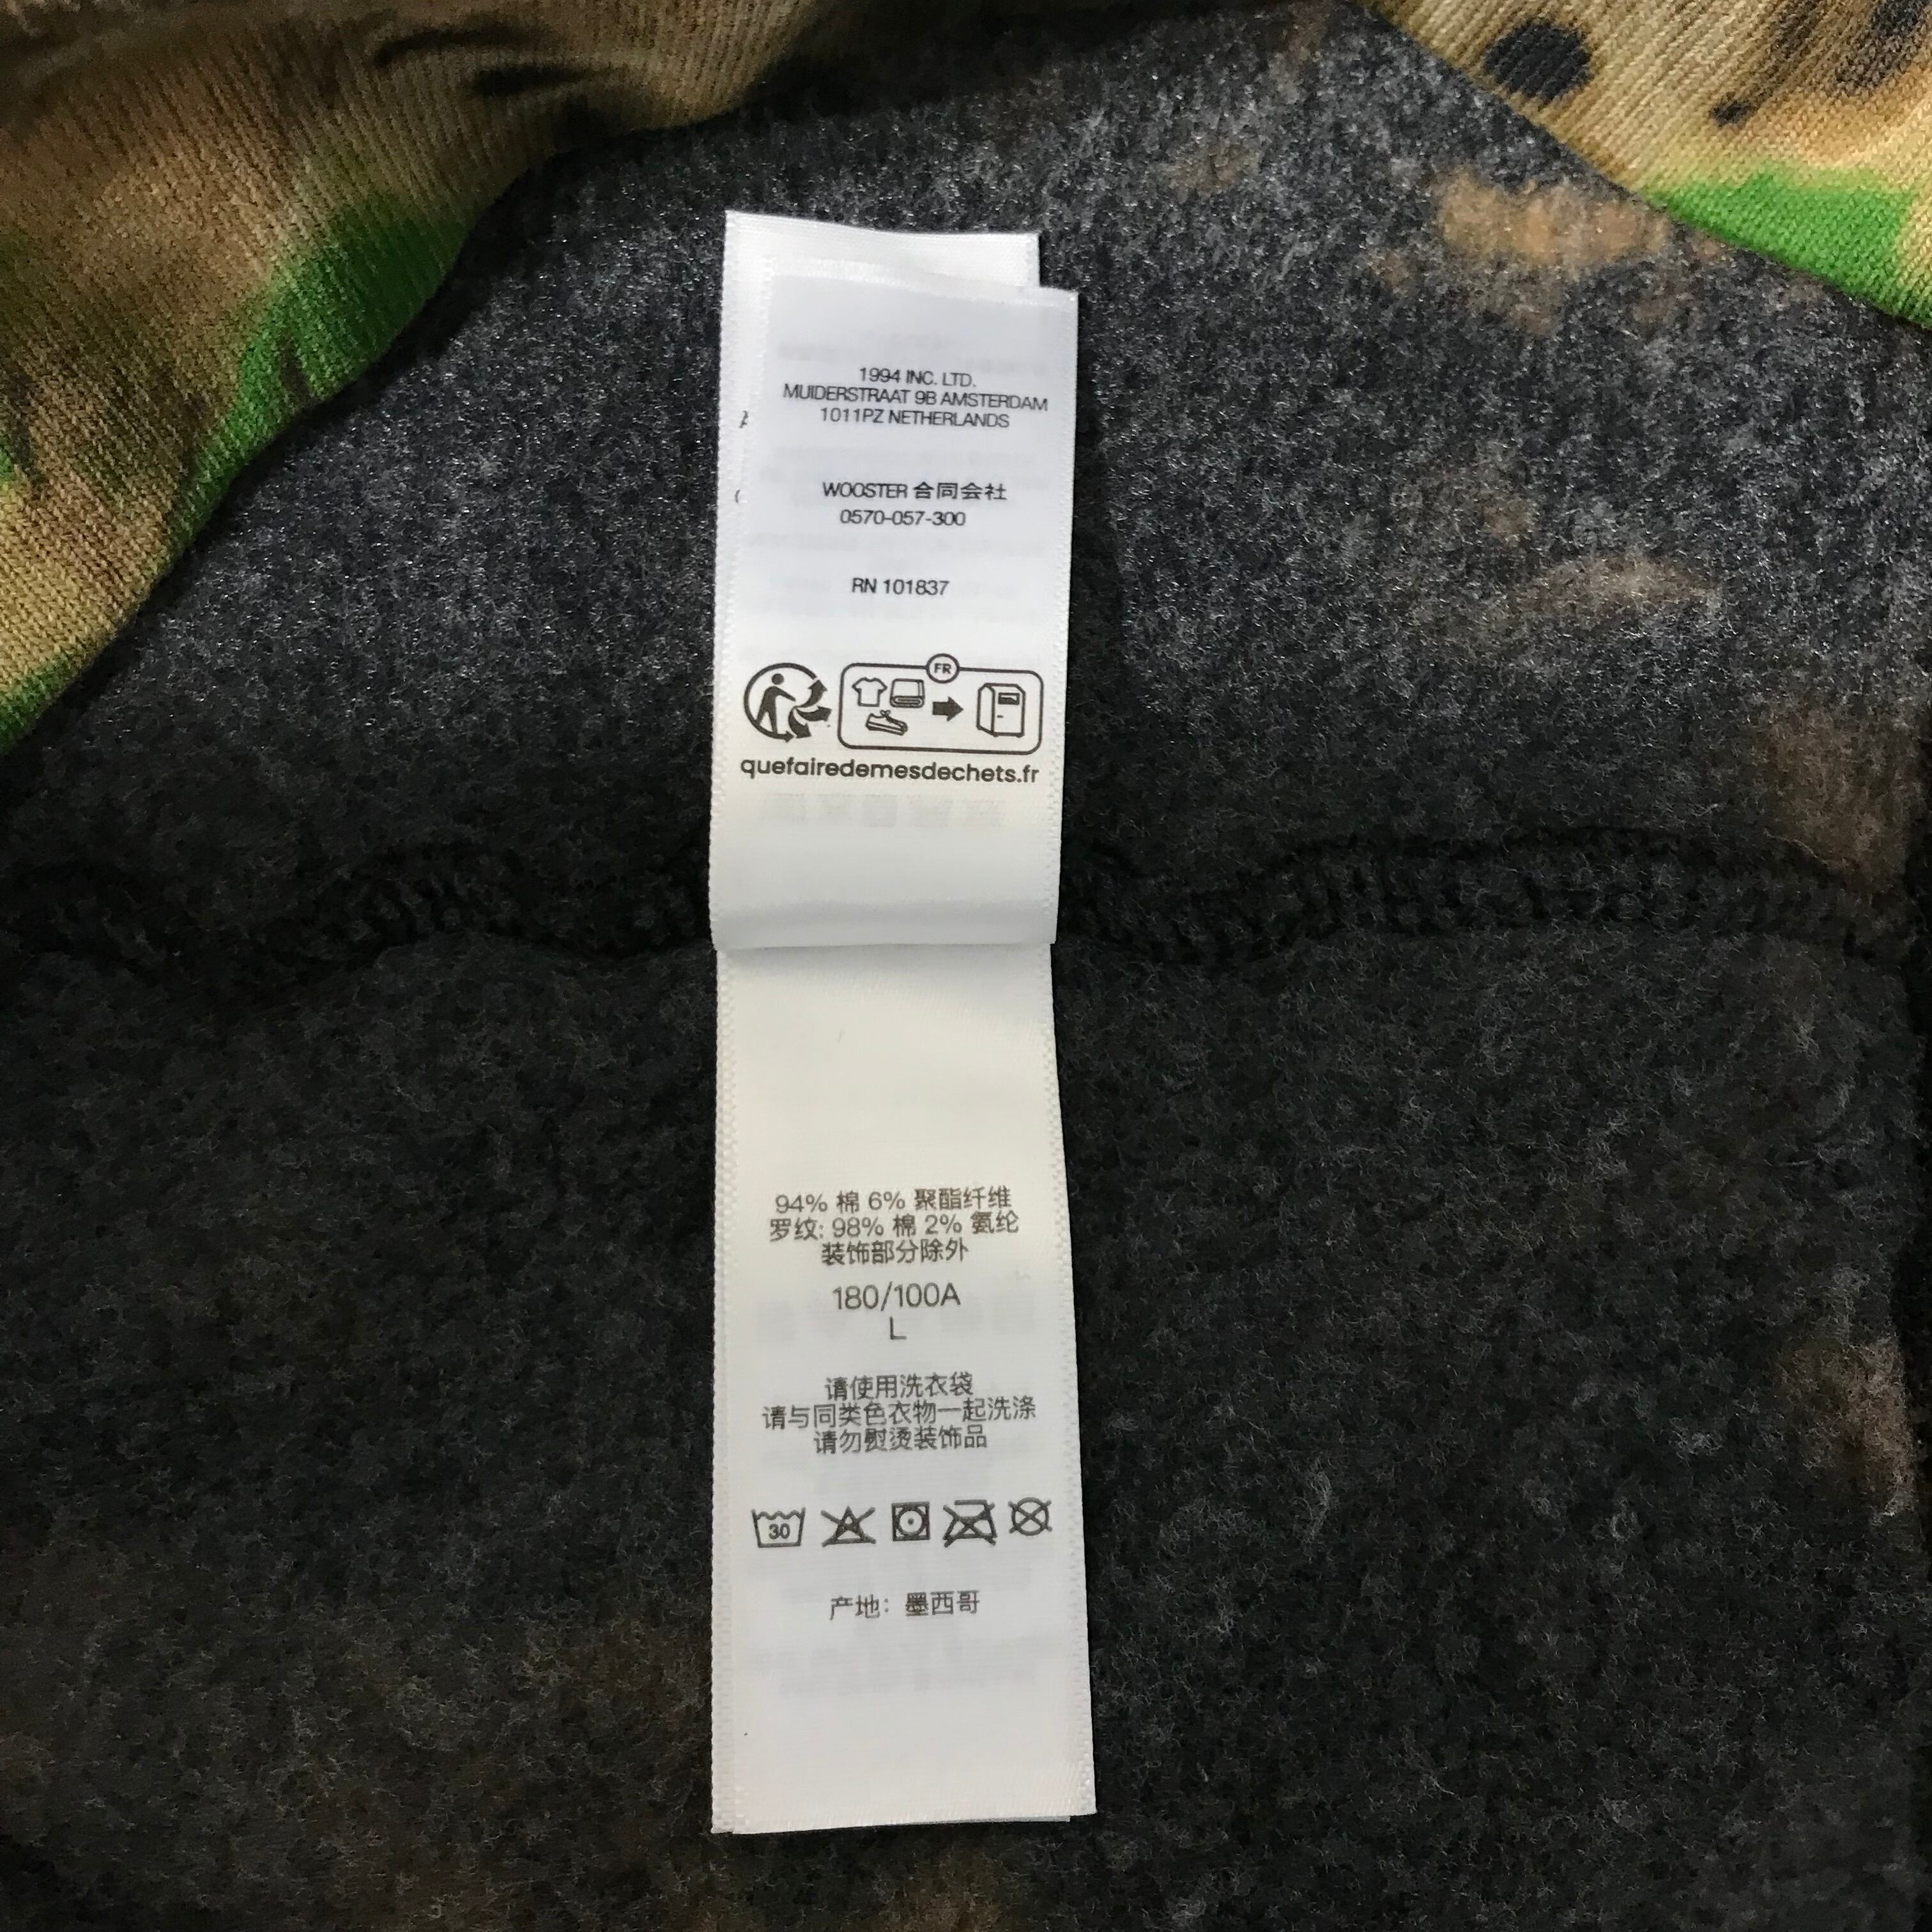 1994 INC. LTD.
MUIDERSTRAAT 9B AMSTERDAM
1011PZ NETHERLANDS
WOOSTER 合同会社
0570-057-300
RN 101837
FR
quefairedemesdechets.fr
94% 棉 6% 聚酯纤维
罗纹: 98% 棉 2% 氨纶
装饰部分除外
180/100A
L
请使用洗衣袋
请与同类色衣物一起洗涤
请勿熨烫装饰品
30
产地: 墨西哥